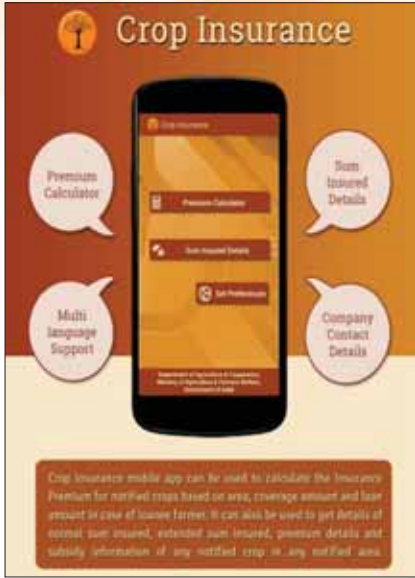 Crop Insurance
Crop Insurance
Premium
Calculator
Sum
Insured
Details
Premium Calculator
Sum Insured Details
Set Preferences
Multi
language
Support
Company
Contact
Details
Department of Agriculture & Cooperation,
Ministry of Agriculture & Farmers Welfare,
Government of India
Crop Insurance mobile app can be used to calculate the Insurance
Premium for notified crops based on area, coverage amount and loan
amount in case of loanee farmer. It can also be used to get details of
normal sum insured, extended sum insured, premium details and
subsidy information of any notified crop in any notified area.